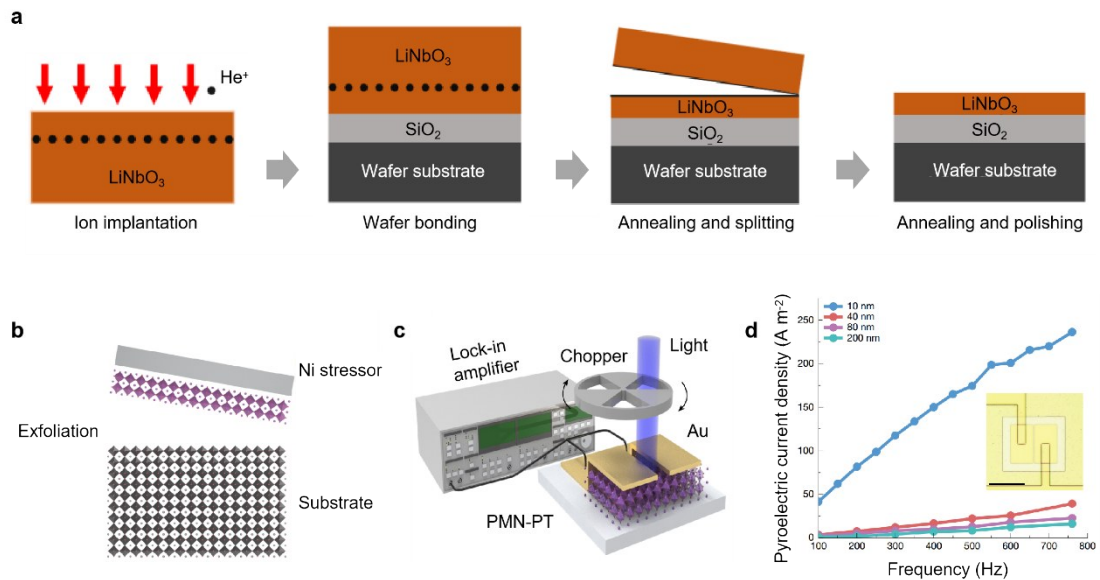 a
He⁺
LiNbO₃
Ion implantation
LiNbO₃
SiO₂
Wafer substrate
Wafer bonding
LiNbO₃
SiO₂
Wafer substrate
Annealing and splitting
LiNbO₃
SiO₂
Wafer substrate
Annealing and polishing
b
Ni stressor
Exfoliation
Substrate
c
Lock-in
amplifier
Chopper
Light
Au
PMN-PT
d
Pyroelectric current density (A m⁻²)
250
200
150
100
50
0
10 nm
40 nm
80 nm
200 nm
100 200 300 400 500 600 700 800
Frequency (Hz)